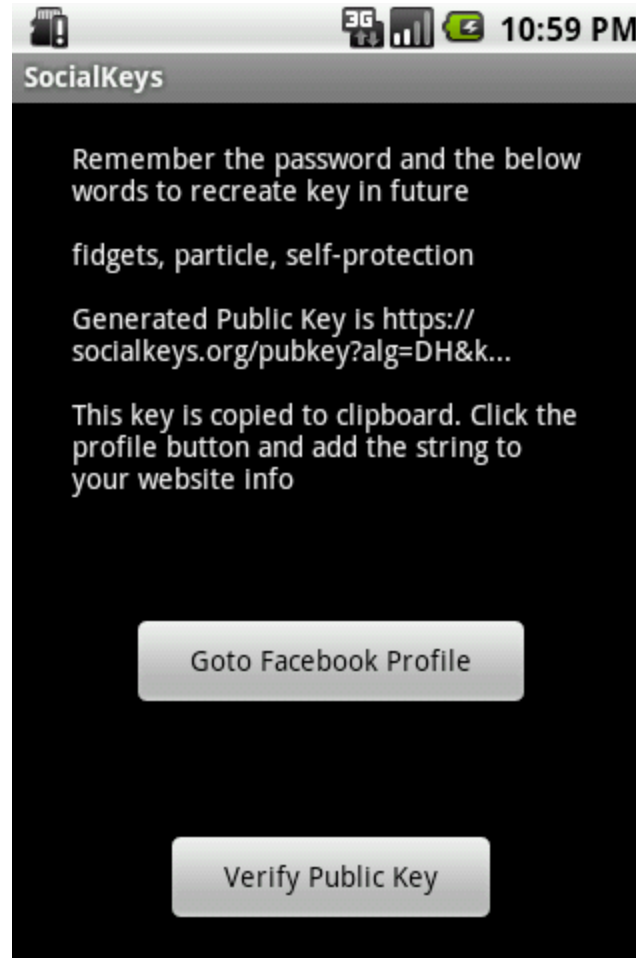 3G 10:59 PM
SocialKeys
Remember the password and the below
words to recreate key in future
fidgets, particle, self-protection
Generated Public Key is https://
socialkeys.org/pubkey?alg=DH&k...
This key is copied to clipboard. Click the
profile button and add the string to
your website info
Goto Facebook Profile
Verify Public Key